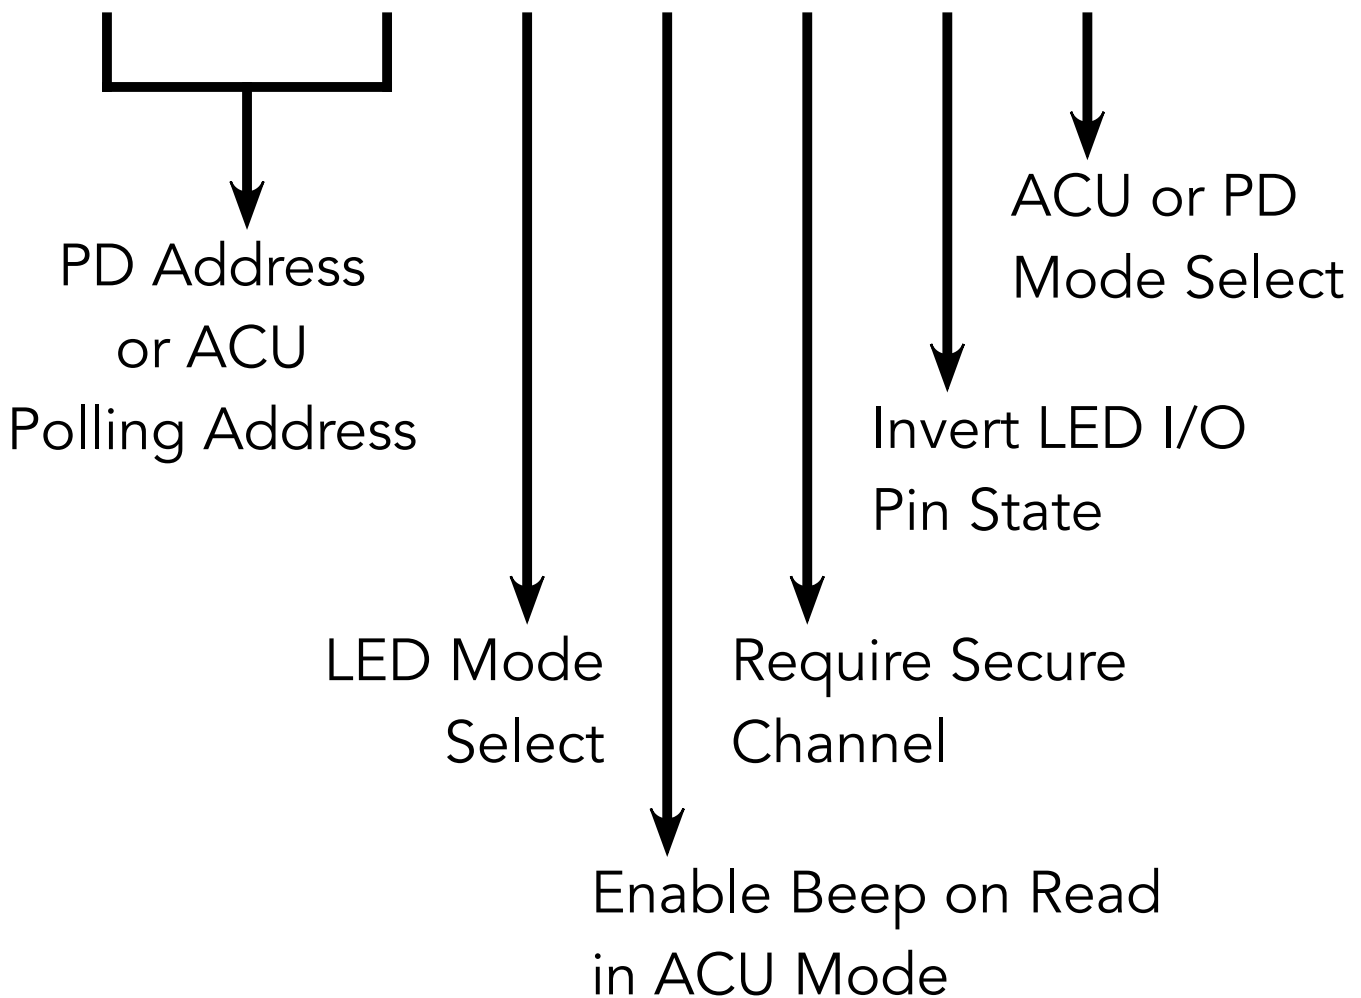 PD Address
or ACU
Polling Address
LED Mode
Select
Enable Beep on Read
in ACU Mode
Require Secure
Channel
Invert LED I/O
Pin State
ACU or PD
Mode Select